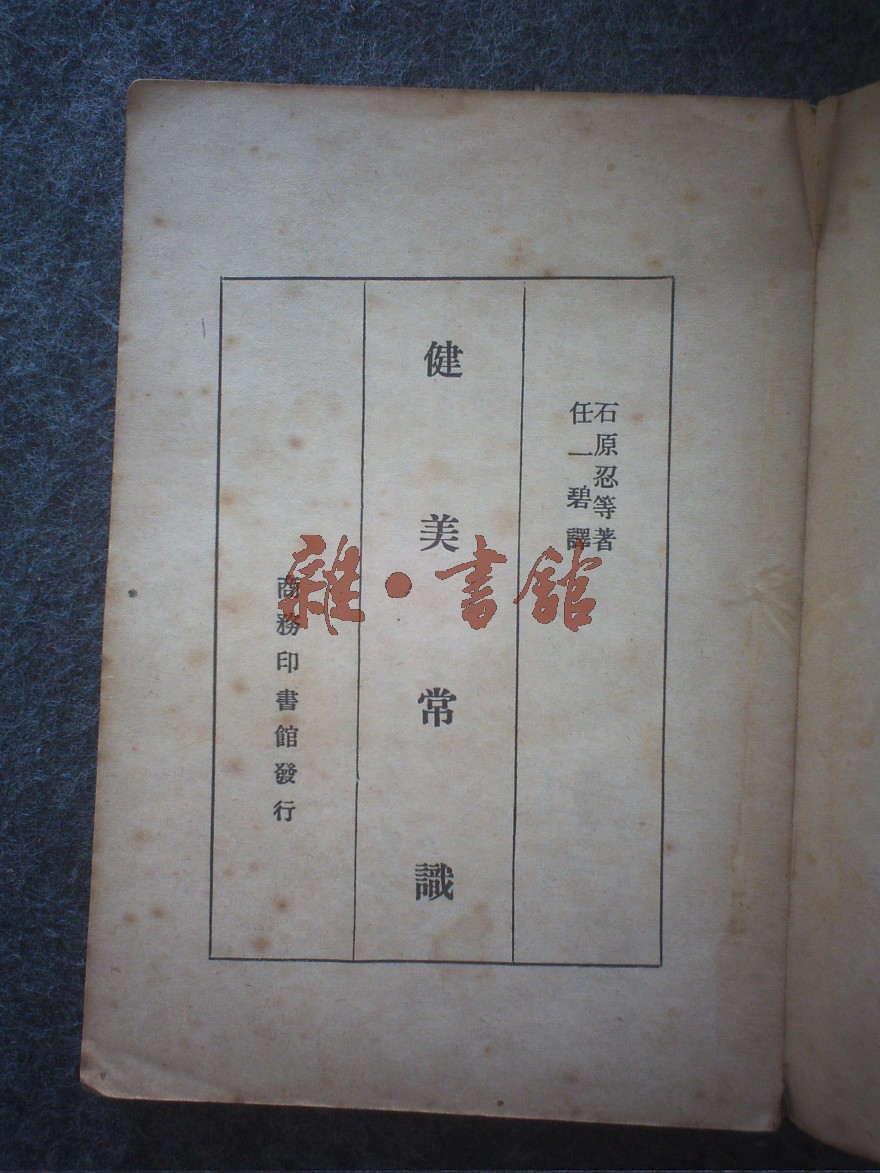 石原忍等著
任一碧譯
健美常識
商務印書館發行
雜·書館